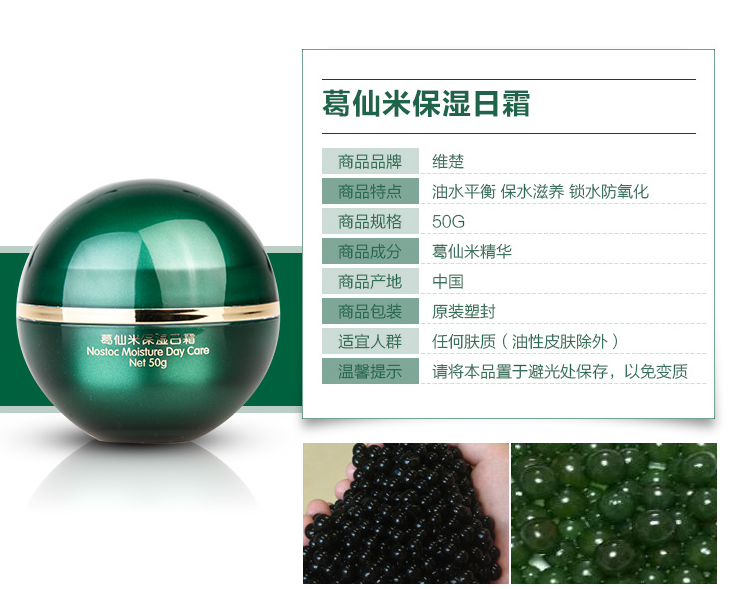 葛仙米保湿日霜
商品品牌 维楚
商品特点 油水平衡 保水滋养 锁水防氧化
商品规格 50G
商品成分 葛仙米精华
商品产地 中国
商品包装 原装塑封
适宜人群 任何肤质（油性皮肤除外）
温馨提示 请将本品置于避光处保存，以免变质
葛仙米保湿日霜
Nostoc Moisture Day Care
Net 50g